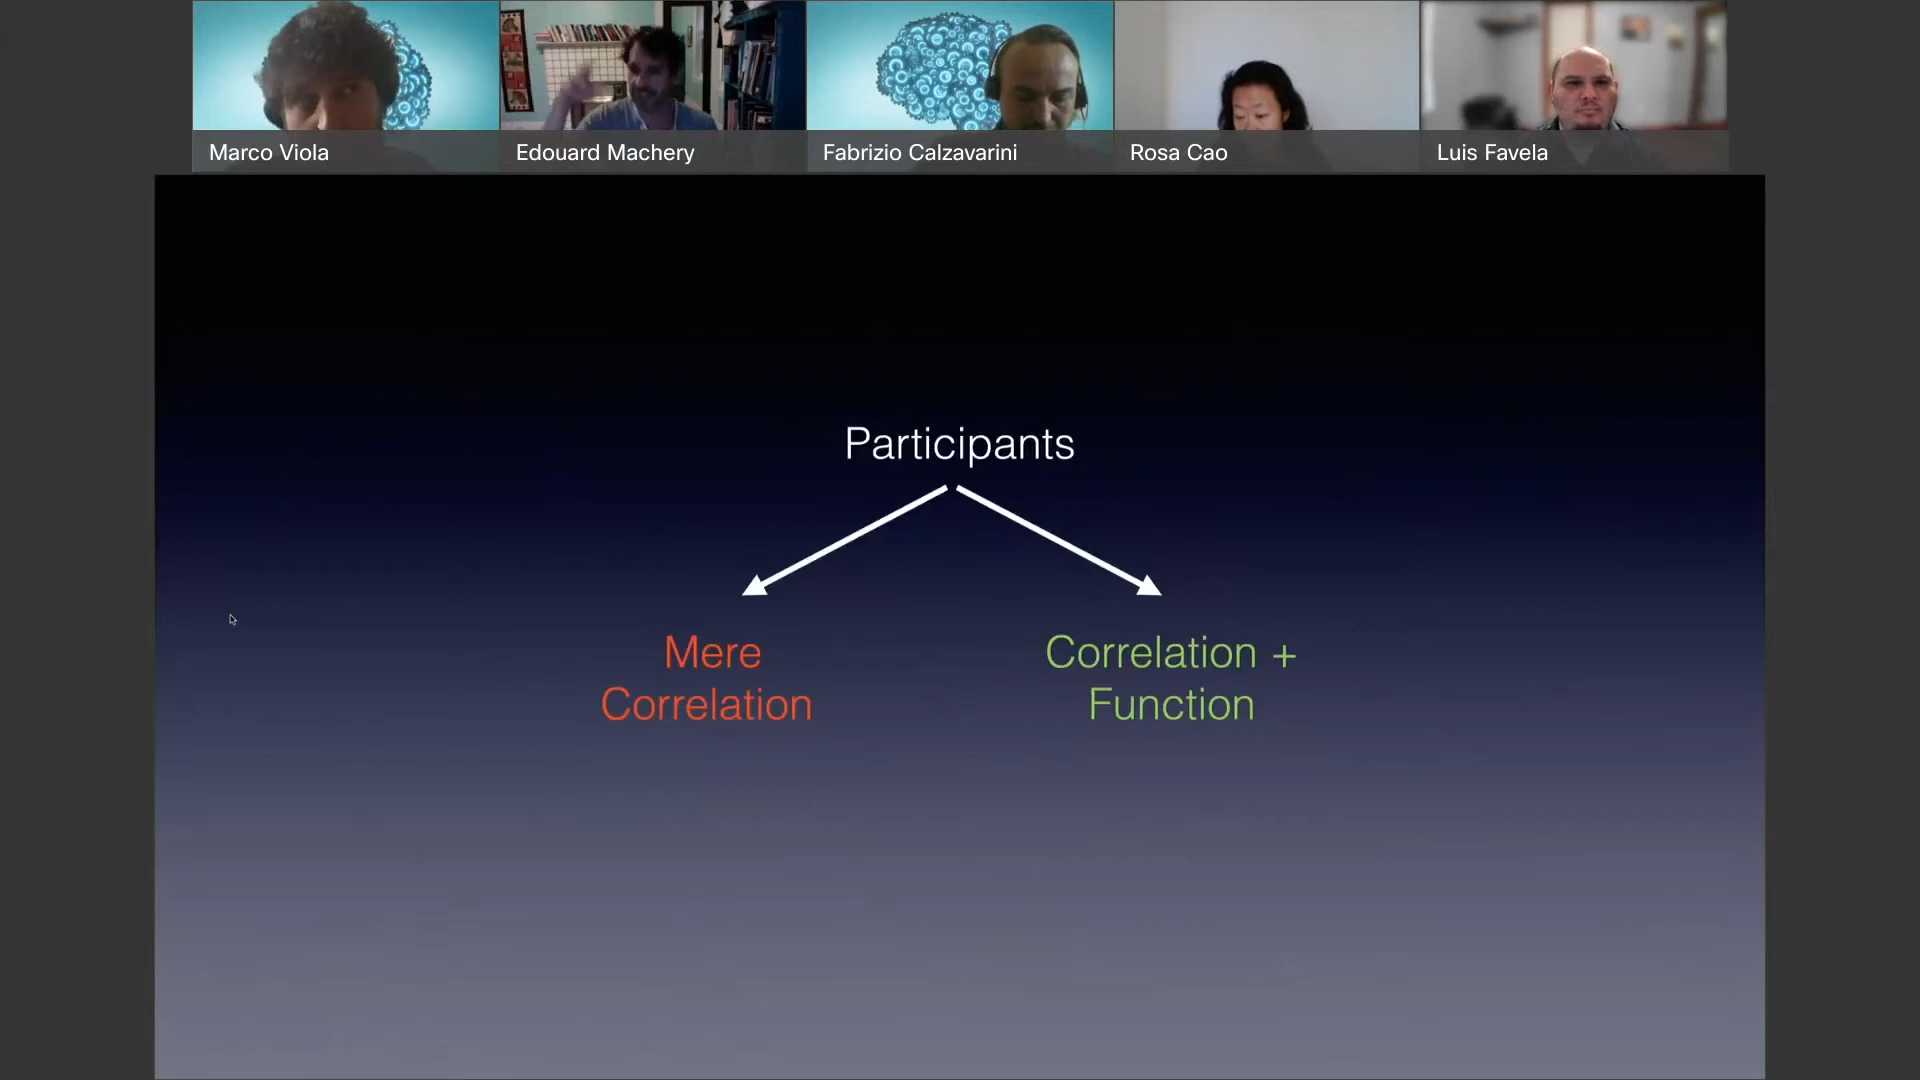 Marco Viola
Edouard Machery
Fabrizio Calzavarini
Rosa Cao
Luis Favela
Participants
Mere
Correlation
Correlation +
Function